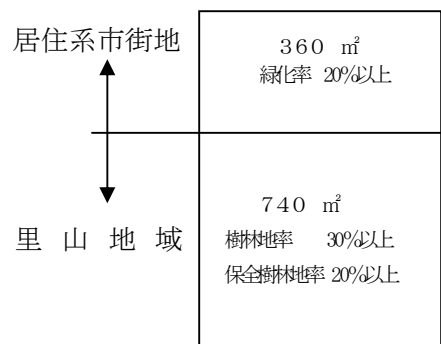 居住系市街地
360 ㎡
緑化率 20%以上
740 ㎡
里山地域
樹林地率 30%以上
保全樹林地率 20%以上